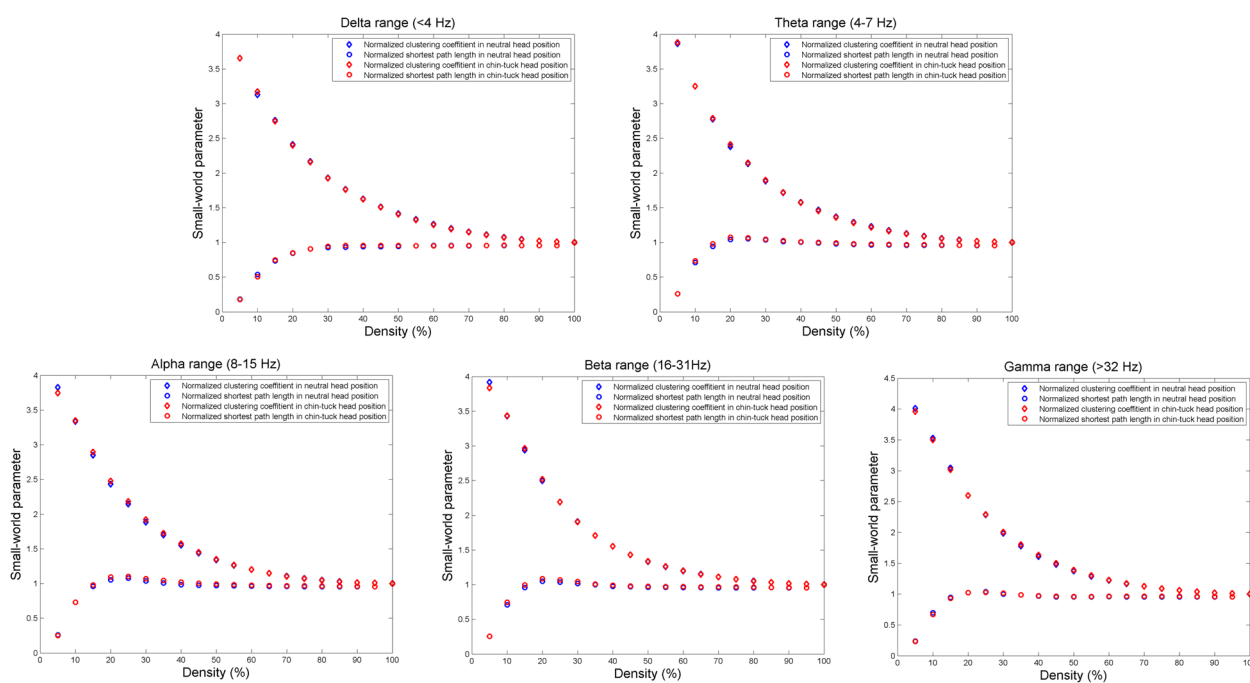 Delta range (<4 Hz)
Normalized clustering coeffitient in neutral head position
Normalized shortest path length in neutral head position
Normalized clustering coeffitient in chin-tuck head position
Normalized shortest path length in chin-tuck head position
Small-world parameter
4
3.5
3
2.5
2
1.5
1
0.5
0
0 10 20 30 40 50 60 70 80 90 100
Density (%)
Theta range (4-7 Hz)
Normalized clustering coeffitient in neutral head position
Normalized shortest path length in neutral head position
Normalized clustering coeffitient in chin-tuck head position
Normalized shortest path length in chin-tuck head position
Small-world parameter
4
3.5
3
2.5
2
1.5
1
0.5
0
0 10 20 30 40 50 60 70 80 90 100
Density (%)
Alpha range (8-15 Hz)
Normalized clustering coeffitient in neutral head position
Normalized shortest path length in neutral head position
Normalized clustering coeffitient in chin-tuck head position
Normalized shortest path length in chin-tuck head position
Small-world parameter
4
3.5
3
2.5
2
1.5
1
0.5
0
0 10 20 30 40 50 60 70 80 90 100
Density (%)
Beta range (16-31Hz)
Normalized clustering coeffitient in neutral head position
Normalized shortest path length in neutral head position
Normalized clustering coeffitient in chin-tuck head position
Normalized shortest path length in chin-tuck head position
Small-world parameter
4
3.5
3
2.5
2
1.5
1
0.5
0
0 10 20 30 40 50 60 70 80 90 100
Density (%)
Gamma range (>32 Hz)
Normalized clustering coeffitient in neutral head position
Normalized shortest path length in neutral head position
Normalized clustering coeffitient in chin-tuck head position
Normalized shortest path length in chin-tuck head position
Small-world parameter
4.5
4
3.5
3
2.5
2
1.5
1
0.5
0
0 10 20 30 40 50 60 70 80 90 100
Density (%)